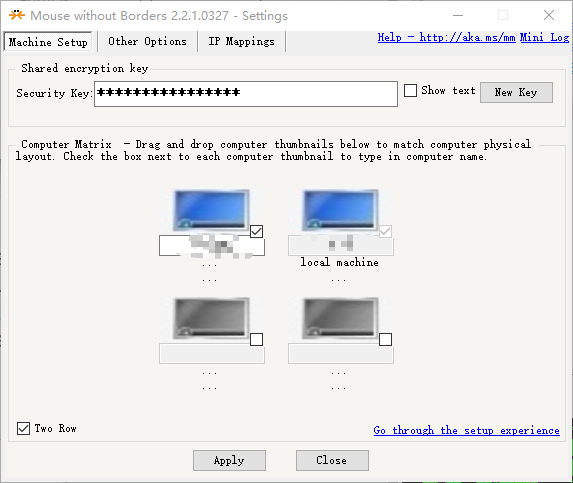 Mouse without Borders 2.2.1.0327 - Settings
Machine Setup Other Options IP Mappings Help - http://aka.ms/mm Mini Log
Shared encryption key
Security Key: **************** Show text New Key
Computer Matrix - Drag and drop computer thumbnails below to match computer physical
layout. Check the box next to each computer thumbnail to type in computer name.
... local machine
... ...
... ...
... ...
Two Row Go through the setup experience
Apply Close